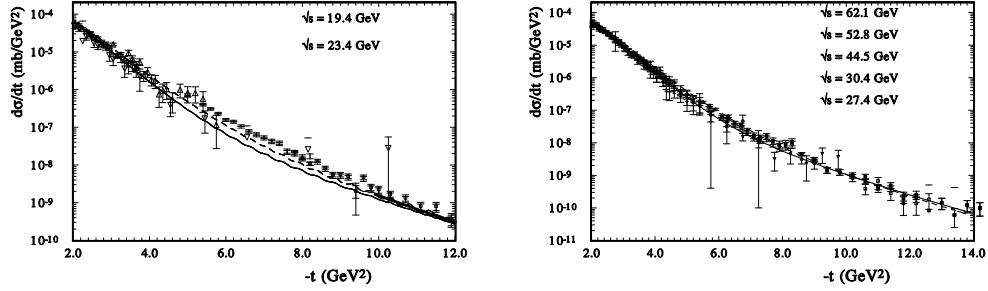 10-4
10-5
10-6
10-7
10-8
10-9
10-10
dσ/dt (mb/GeV2)
√s = 19.4 GeV
√s = 23.4 GeV
2.0 4.0 6.0 8.0 10.0 12.0
-t (GeV2)
10-4
10-5
10-6
10-7
10-8
10-9
10-10
10-11
dσ/dt (mb/GeV2)
√s = 62.1 GeV
√s = 52.8 GeV
√s = 44.5 GeV
√s = 30.4 GeV
√s = 27.4 GeV
2.0 4.0 6.0 8.0 10.0 12.0 14.0
-t (GeV2)